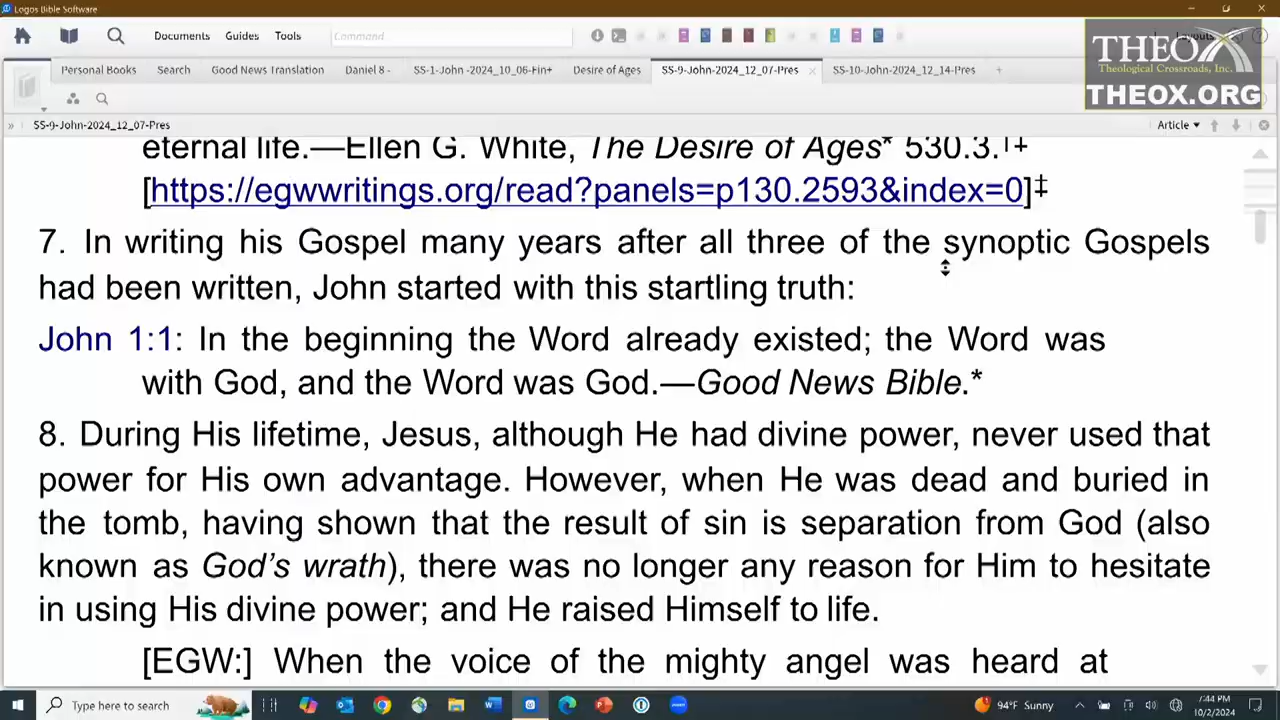 Logos Bible Software
Documents Guides Tools Command
THEOX
Theological Crossroads, Inc.
THEOX.ORG
Personal Books Search Good News Translation Daniel 8 - 06-Fin+ Desire of Ages SS-9-John-2024_12_07-Pres SS-10-John-2024_12_14-Pres
SS-9-John-2024_12_07-Pres Article
eternal life.—Ellen G. White, The Desire of Ages* 530.3.†‡
[https://egwwritings.org/read?panels=p130.2593&index=0]‡
7. In writing his Gospel many years after all three of the synoptic Gospels
had been written, John started with this startling truth:
John 1:1: In the beginning the Word already existed; the Word was
with God, and the Word was God.—Good News Bible.*
8. During His lifetime, Jesus, although He had divine power, never used that
power for His own advantage. However, when He was dead and buried in
the tomb, having shown that the result of sin is separation from God (also
known as God's wrath), there was no longer any reason for Him to hesitate
in using His divine power; and He raised Himself to life.
[EGW:] When the voice of the mighty angel was heard at
Type here to search
94°F Sunny
7:44 PM
10/2/2024